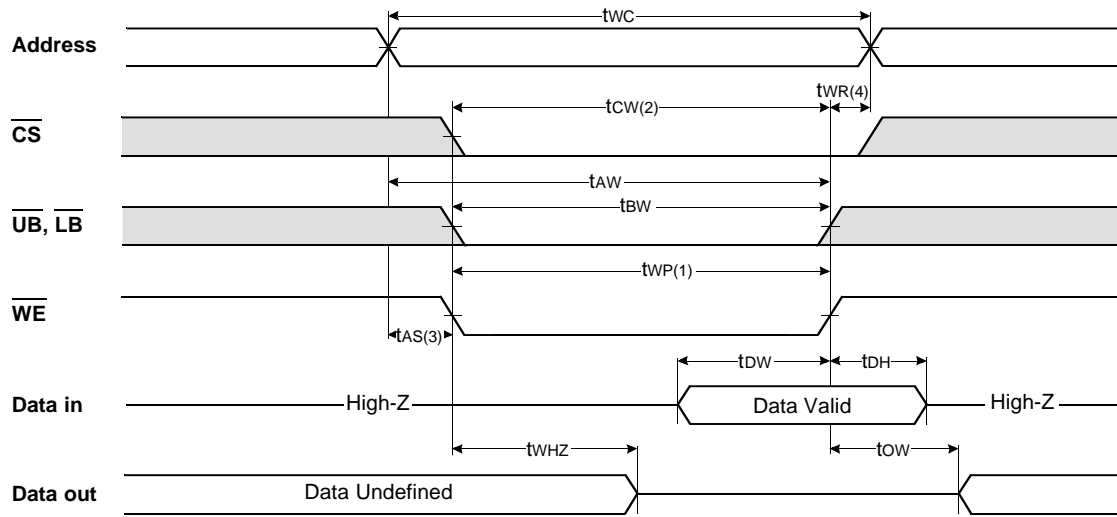 tWC
Address
tWR(4)
tCW(2)
CS
tAW
tBW
UB, LB
tWP(1)
WE
tAS(3)
tDW
tDH
Data in
High-Z
Data Valid
High-Z
tWHZ
tOW
Data out
Data Undefined